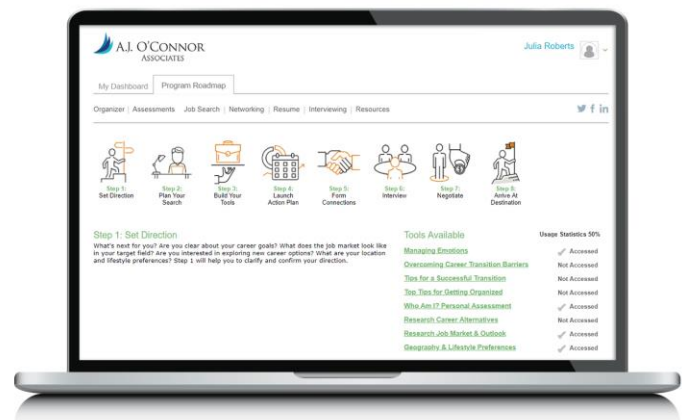 A.J. O'CONNOR
ASSOCIATES
Julia Roberts
My Dashboard
Program Roadmap
Organizer | Assessments Job Search | Networking | Resume | Interviewing | Resources
Step 1:
Set Direction
Step 2:
Plan Your
Search
Step 3:
Build Your
Tools
Step 4:
Launch
Action Plan
Step 5:
Form
Connections
Step 6:
Interview
Step 7:
Negotiate
Step 8:
Arrive At
Destination
Step 1: Set Direction
What's next for you? Are you clear about your career goals? What does the job market look like
in your target field? Are you interested in exploring new career options? What are your location
and lifestyle preferences? Step 1 will help you to clarify and confirm your direction.
Tools Available Usage Statistics 50%
Managing Emotions Accessed
Overcoming Career Transition Barriers Not Accessed
Tips for a Successful Transition Not Accessed
Top Tips for Getting Organized Not Accessed
Who Am I? Personal Assessment Accessed
Research Career Alternatives Not Accessed
Research Job Market & Outlook Accessed
Geography & Lifestyle Preferences Accessed